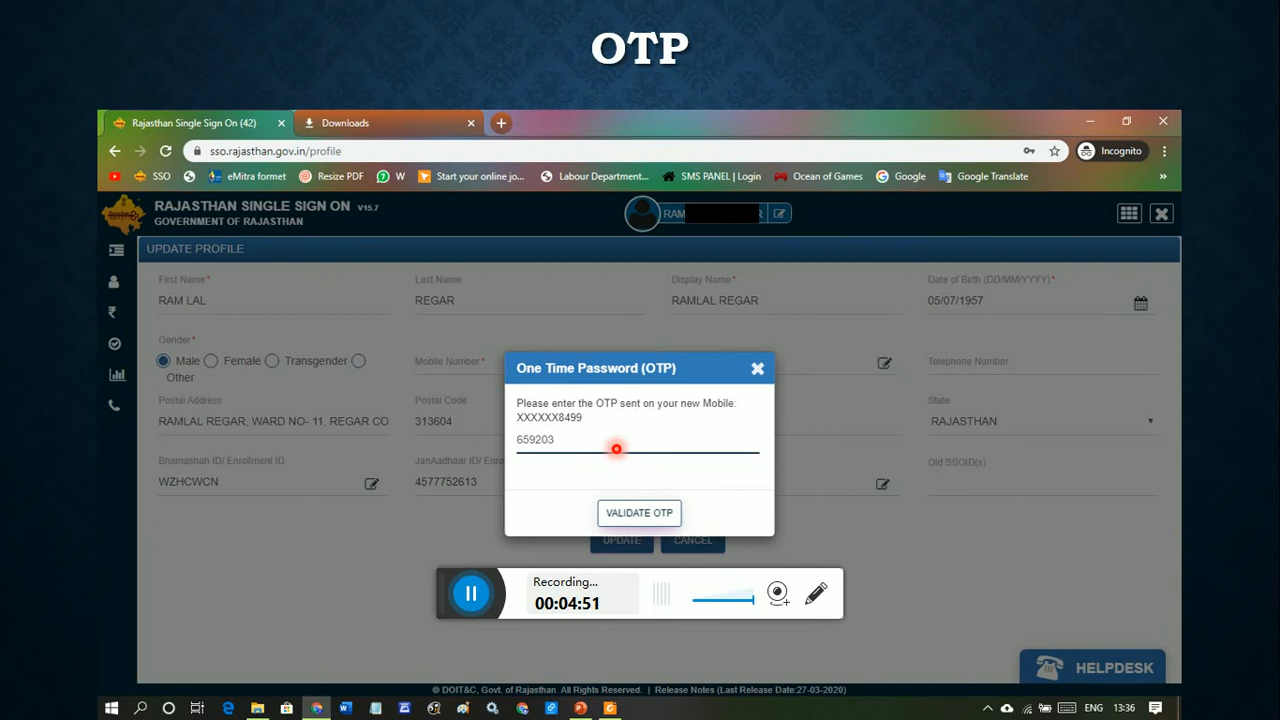 OTP
Rajasthan Single Sign On (42)
Downloads
sso.rajasthan.gov.in/profile
Incognito
SSO
eMitra formet
Resize PDF
W
Start your online jo...
Labour Department...
SMS PANEL | Login
Ocean of Games
Google
Google Translate
»
RAJASTHAN SINGLE SIGN ON V15.7
GOVERNMENT OF RAJASTHAN
RAM R
UPDATE PROFILE
First Name *
Last Name
Display Name *
Date of Birth (DD/MM/YYYY) *
RAM LAL
REGAR
RAMLAL REGAR
05/07/1957
Gender *
Male Female Transgender
Other
Mobile Number *
Telephone Number
One Time Password (OTP)
Please enter the OTP sent on your new Mobile:
XXXXXX8499
659203
VALIDATE OTP
Postal Address
Postal Code
State
RAMLAL REGAR, WARD NO- 11, REGAR CO
313604
RAJASTHAN
Bhamashah ID/ Enrollment ID
JanAadhaar ID/ Enro
Old SSOID(s)
WZHCWCN
4577752613
UPDATE
CANCEL
Recording...
00:04:51
HELPDESK
© DOIT&C, Govt. of Rajasthan. All Rights Reserved. | Release Notes (Last Release Date:27-03-2020)
ENG
13:36